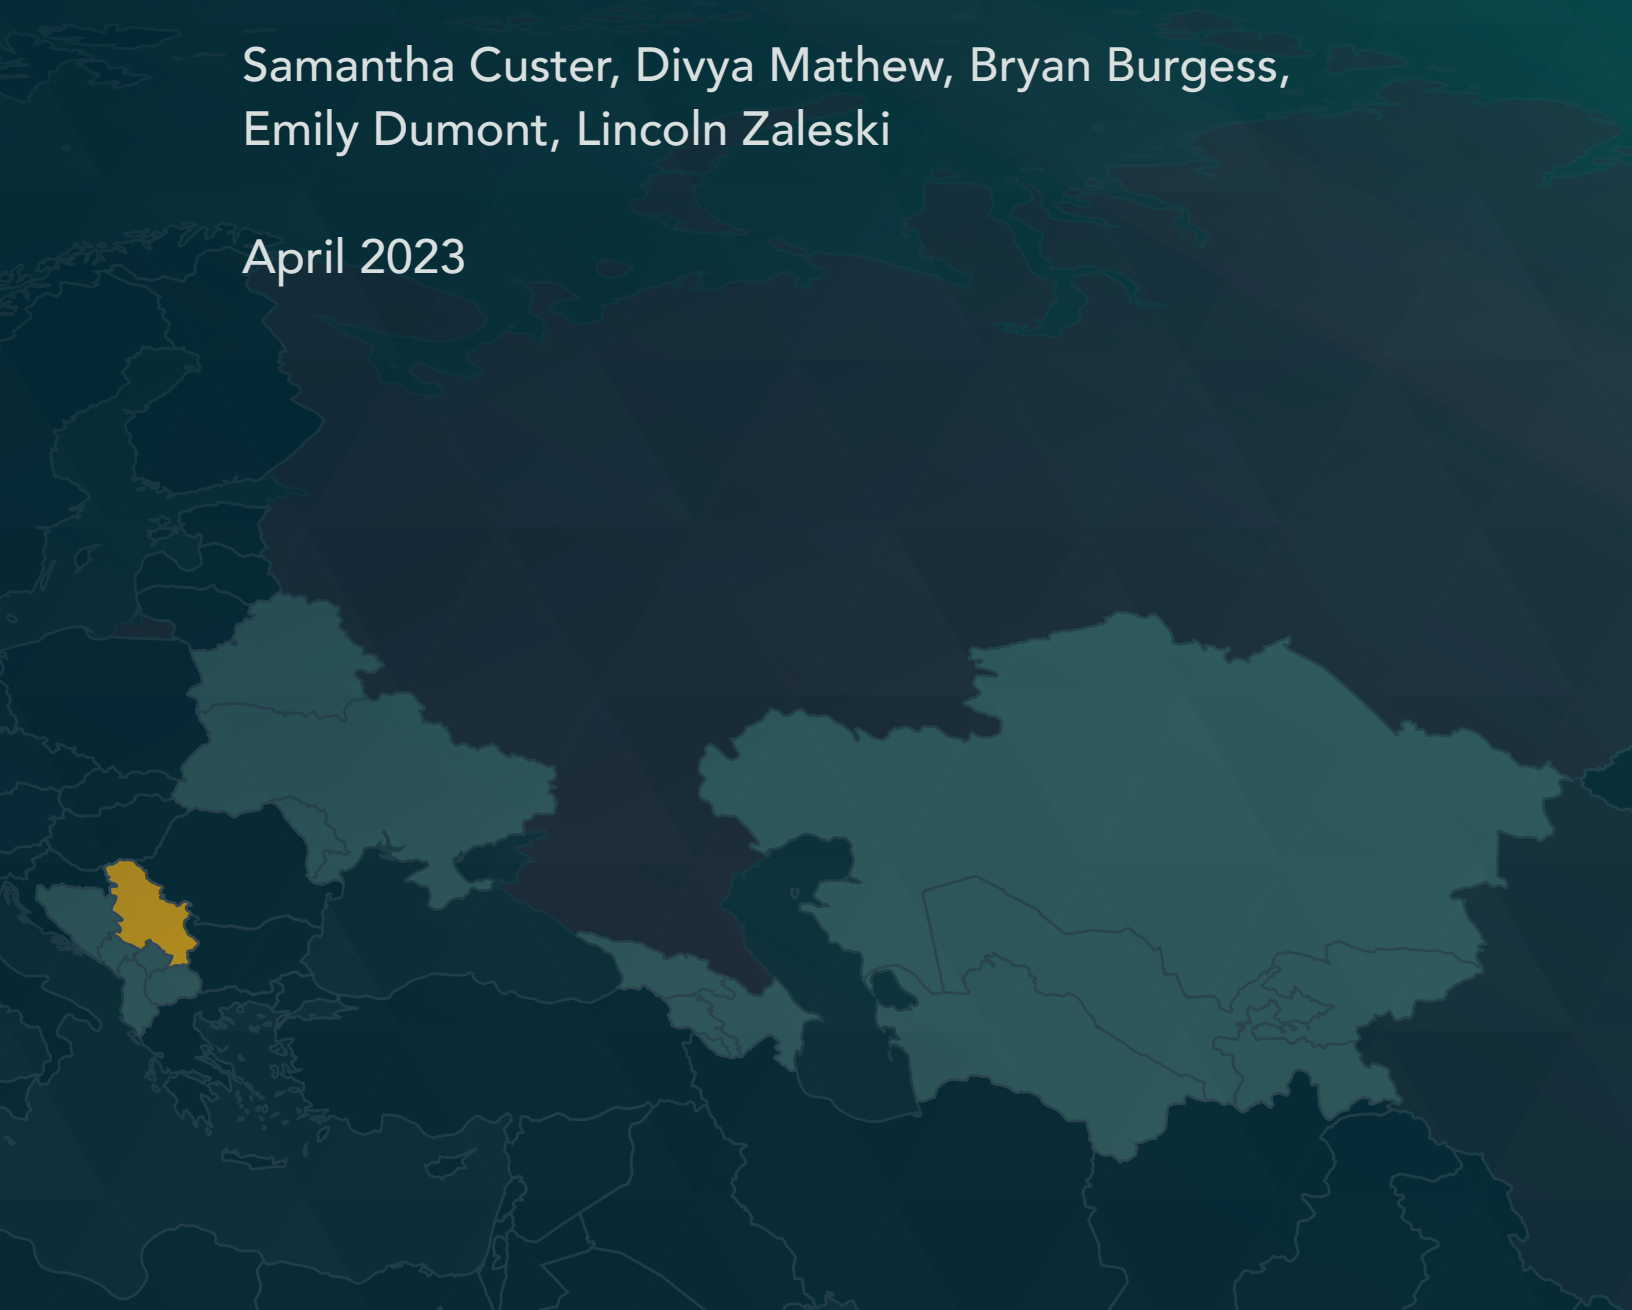 Samantha Custer, Divya Mathew, Bryan Burgess,
Emily Dumont, Lincoln Zaleski
April 2023